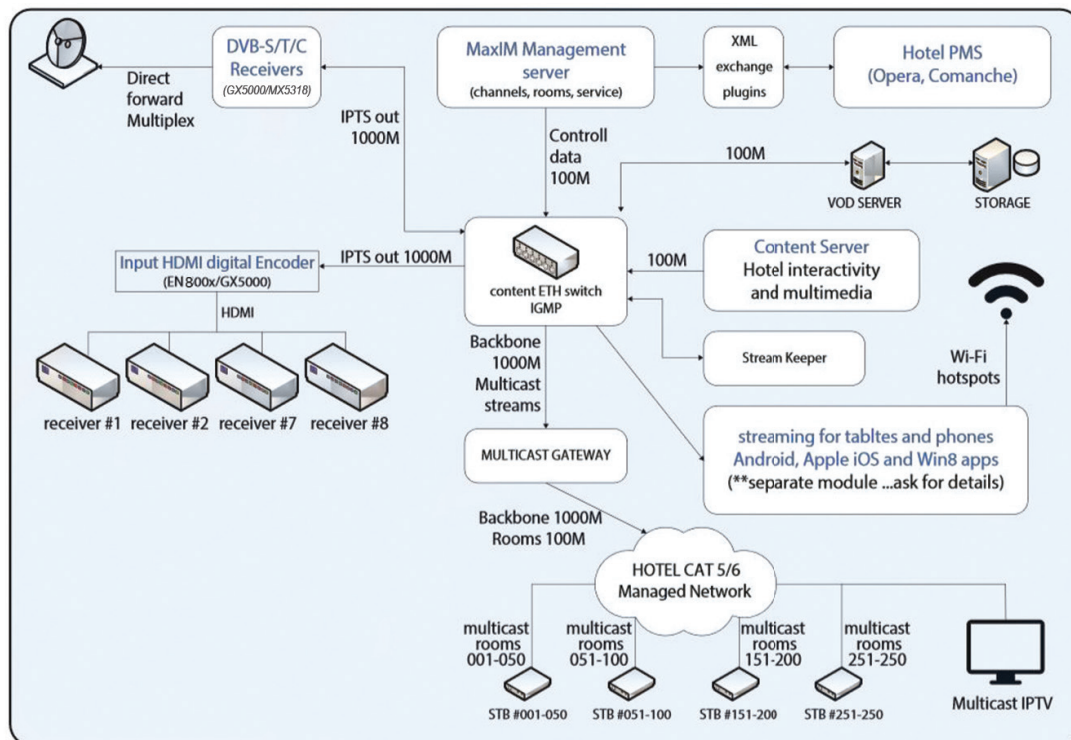 DVB-S/T/C
Receivers
(GX5000/MX5318)
Direct
forward
Multiplex
IPTS out
1000M
MaxIM Management
server
(channels, rooms, service)
XML
exchange
plugins
Hotel PMS
(Opera, Comanche)
Controll
data
100M
100M
VOD SERVER
STORAGE
Input HDMI digital Encoder
(EN800x/GX5000)
IPTS out 1000M
HDMI
receiver #1
receiver #2
receiver #7
receiver #8
content ETH switch
IGMP
100M
Content Server
Hotel interactivity
and multimedia
Stream Keeper
Wi-Fi
hotspots
Backbone
1000M
Multicast
streams
streaming for tabltes and phones
Android, Apple iOS and Win8 apps
(**separate module ...ask for details)
MULTICAST GATEWAY
Backbone 1000M
Rooms 100M
HOTEL CAT 5/6
Managed Network
multicast
rooms
001-050
multicast
rooms
051-100
multicast
rooms
151-200
multicast
rooms
251-250
STB #001-050
STB #051-100
STB #151-200
STB #251-250
Multicast IPTV